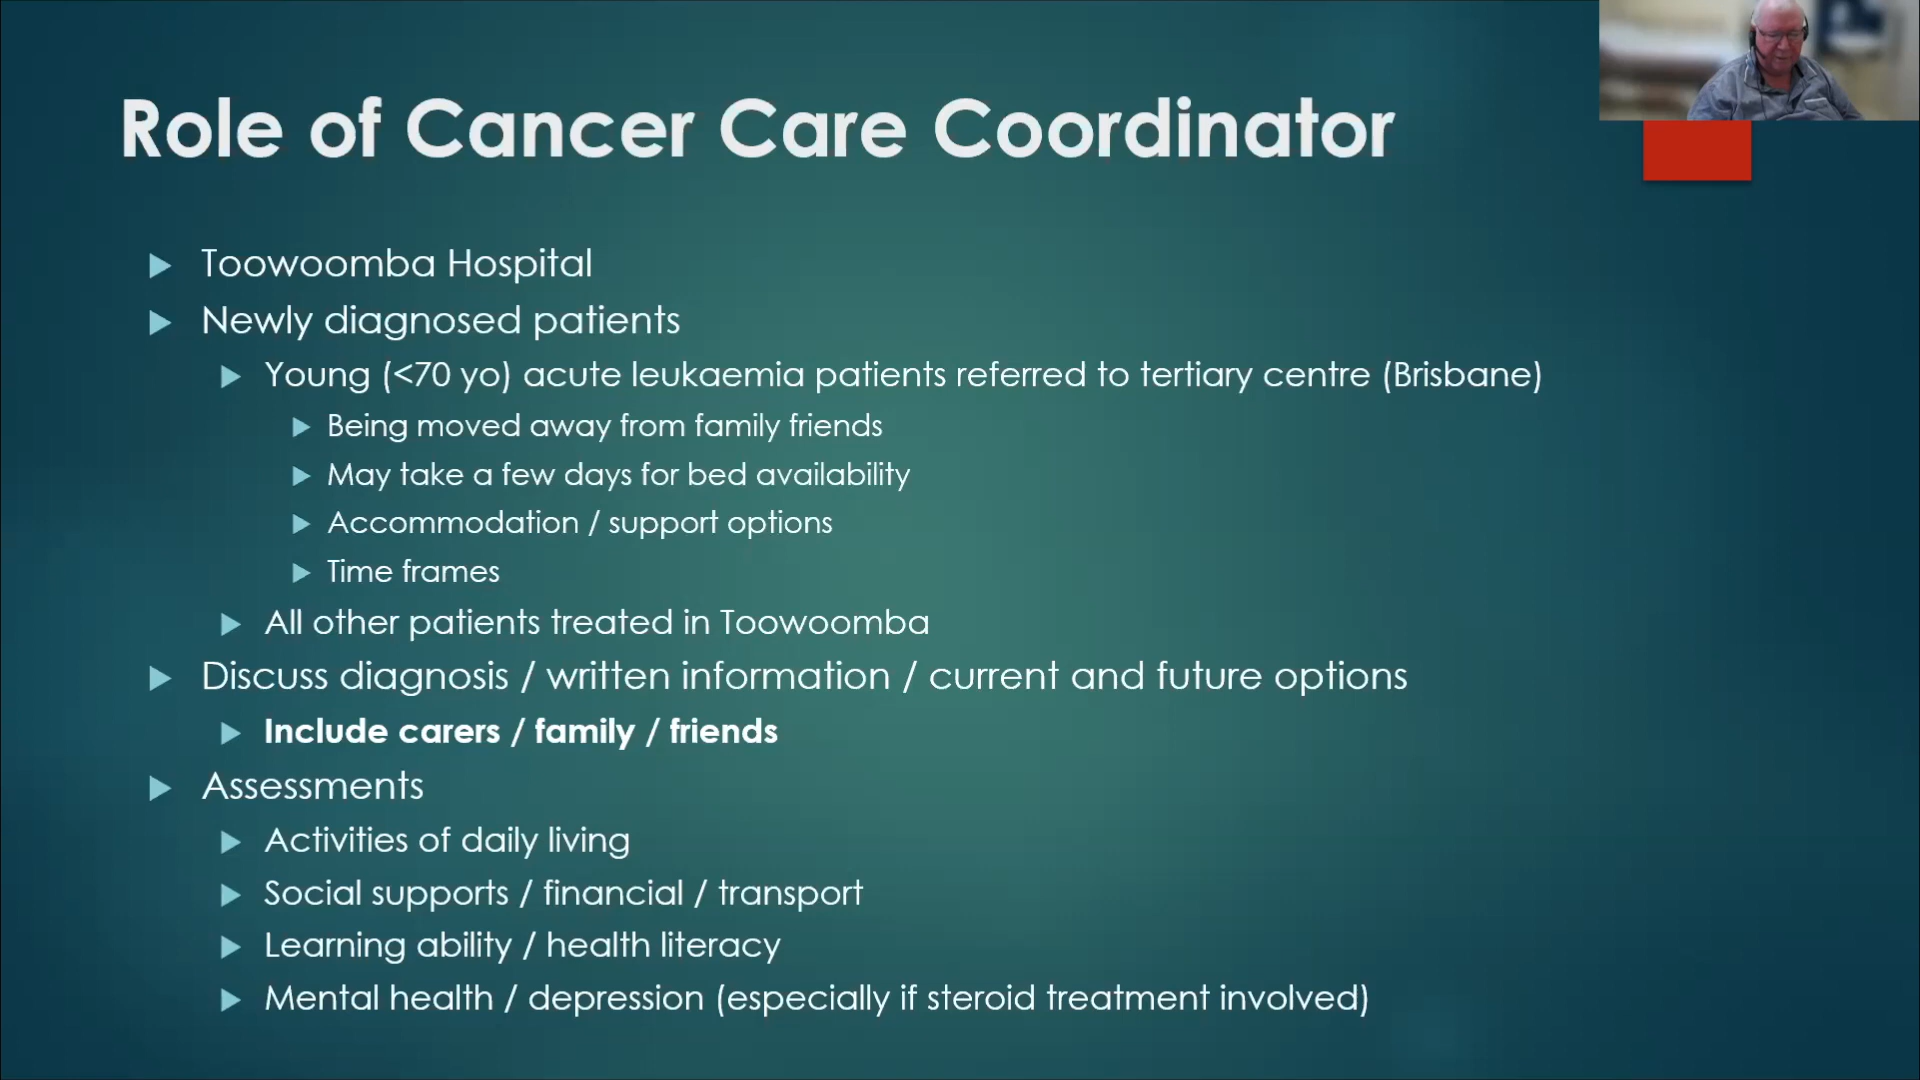 Role of Cancer Care Coordinator
Toowoomba Hospital
Newly diagnosed patients
Young (<70 yo) acute leukaemia patients referred to tertiary centre (Brisbane)
Being moved away from family friends
May take a few days for bed availability
Accommodation / support options
Time frames
All other patients treated in Toowoomba
Discuss diagnosis / written information / current and future options
Include carers / family / friends
Assessments
Activities of daily living
Social supports / financial / transport
Learning ability / health literacy
Mental health / depression (especially if steroid treatment involved)